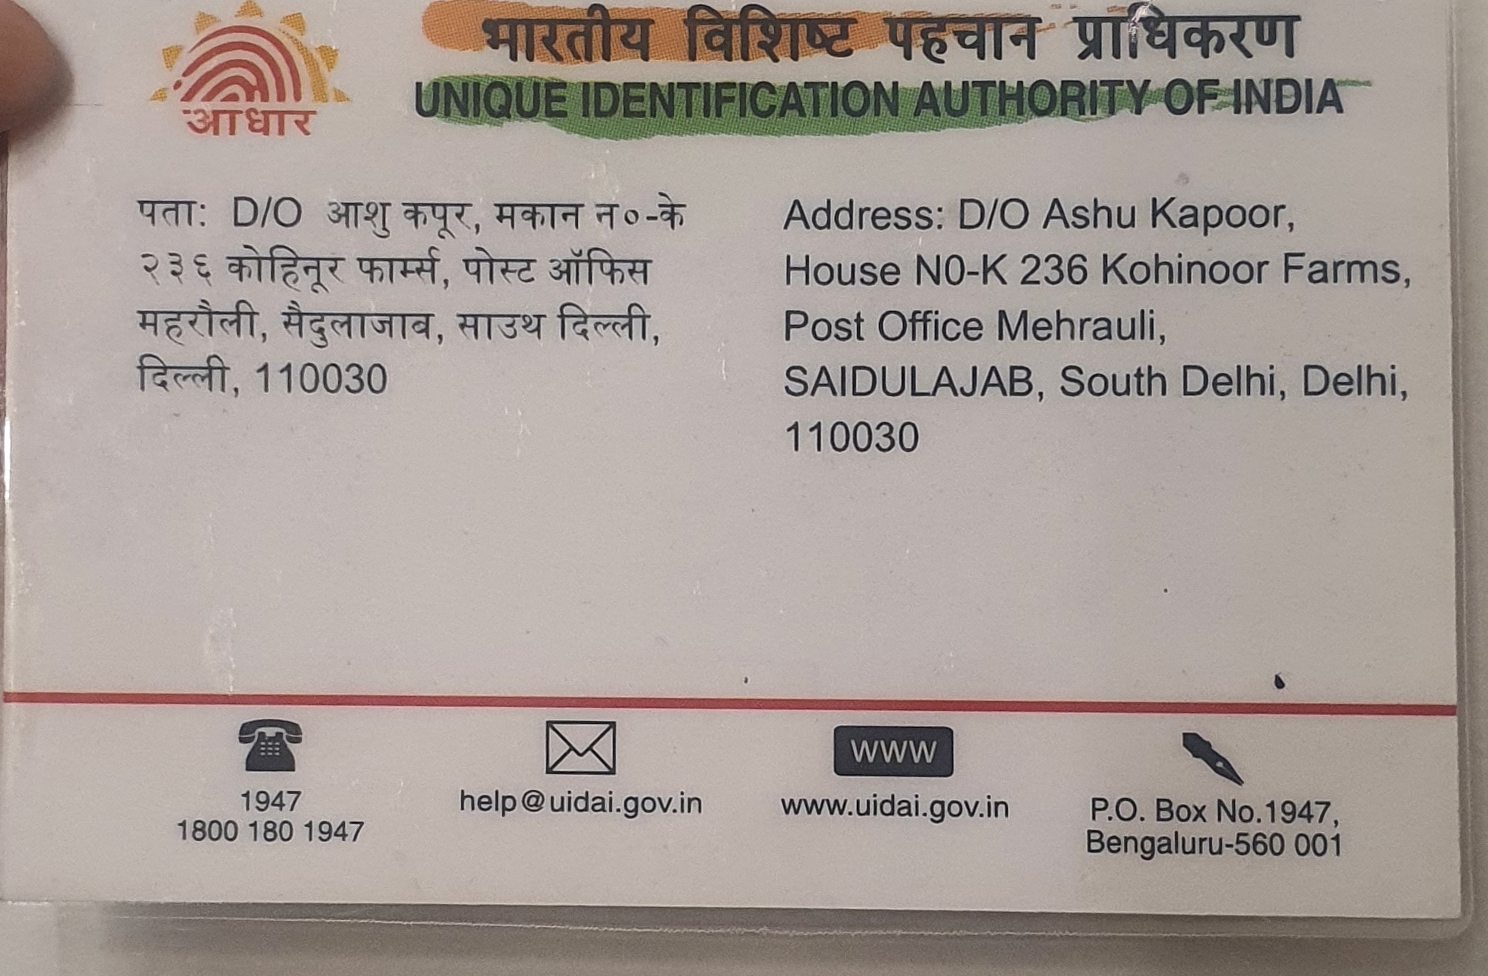 भारतीय विशिष्ट पहचान प्राधिकरण
UNIQUE IDENTIFICATION AUTHORITY OF INDIA
आधार
पता: D/O आशु कपूर, मकान न०-के
२३६ कोहिनूर फार्म्स, पोस्ट ऑफिस
महरौली, सैदुलाजाब, साउथ दिल्ली,
दिल्ली, 110030
Address: D/O Ashu Kapoor,
House N0-K 236 Kohinoor Farms,
Post Office Mehrauli,
SAIDULAJAB, South Delhi, Delhi,
110030
1947
1800 180 1947
help@uidai.gov.in
www
www.uidai.gov.in
P.O. Box No.1947,
Bengaluru-560 001